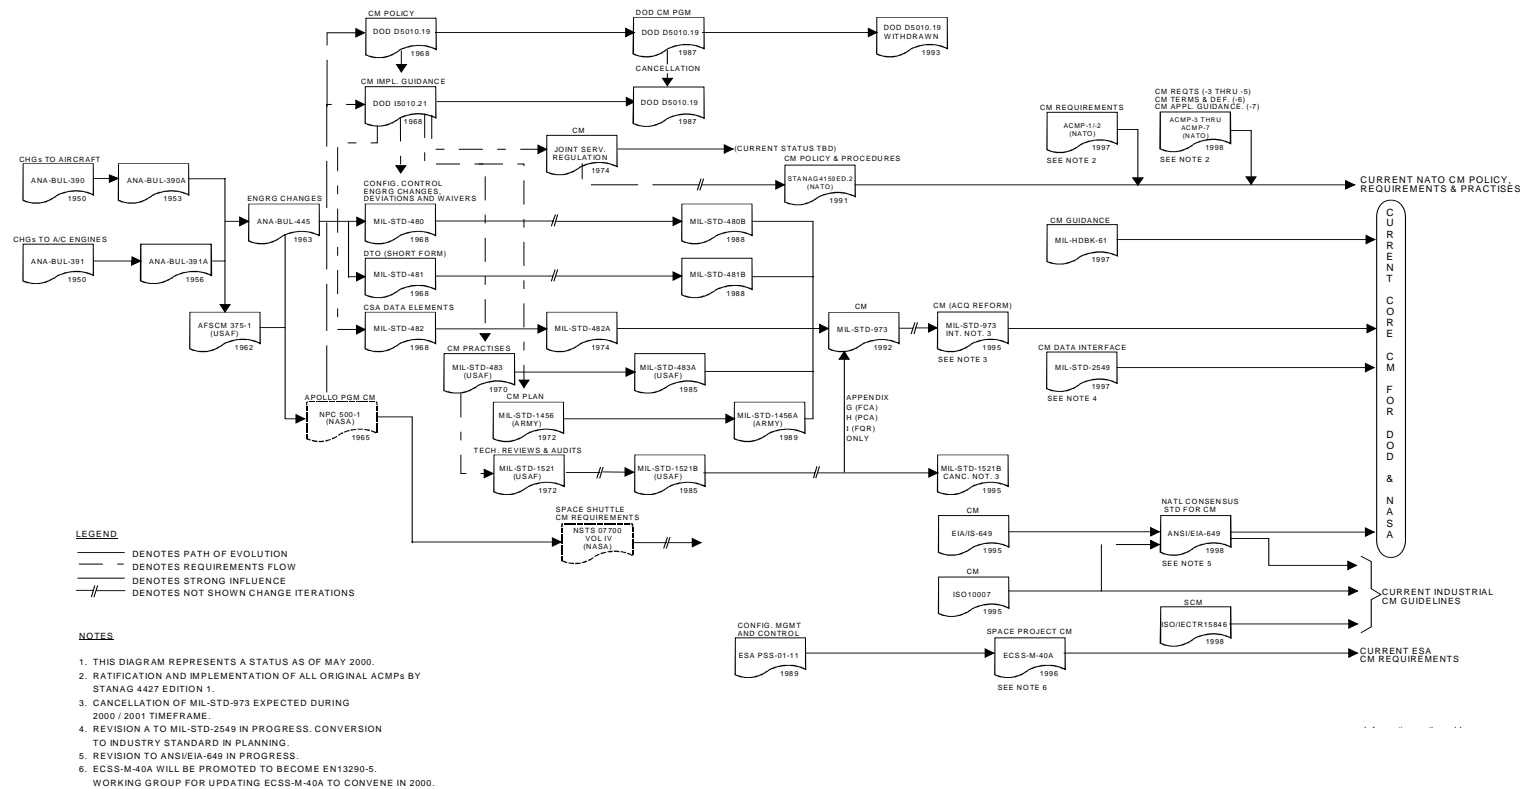 CM POLICY
DOD D5010.19
1968
DOD CM PGM
DOD D5010.19
1987
CANCELLATION
DOD D5010.19
WITHDRAWN
1993
CM IMPL. GUIDANCE
DOD I5010.21
1968
DOD D5010.19
1987
CM
JOINT SERV.
REGULATION
1974
(CURRENT STATUS TBD)
CM POLICY & PROCEDURES
STANAG4159ED.2
(NATO)
1991
CM REQUIREMENTS
ACMP-1/-2
(NATO)
1997
SEE NOTE 2
CM REQTS (-3 THRU -5)
CM TERMS & DEF. (-6)
CM APPL. GUIDANCE. (-7)
ACMP-3 THRU
ACMP-7
(NATO)
1998
SEE NOTE 2
CURRENT NATO CM POLICY,
REQUIREMENTS & PRACTISES
CHGs TO AIRCRAFT
ANA-BUL-390
1950
ANA-BUL-390A
1953
ENGRG CHANGES
ANA-BUL-445
1963
CHGs TO A/C ENGINES
ANA-BUL-391
1950
ANA-BUL-391A
1956
AFSCM 375-1
(USAF)
1962
CONFIG. CONTROL
ENGRG CHANGES,
DEVIATIONS AND WAIVERS
MIL-STD-480
1968
MIL-STD-480B
1988
DTO (SHORT FORM)
MIL-STD-481
1968
MIL-STD-481B
1988
CSA DATA ELEMENTS
MIL-STD-482
1968
MIL-STD-482A
1974
CM
MIL-STD-973
1992
CM (ACQ REFORM)
MIL-STD-973
INT. NOT. 3
1995
SEE NOTE 3
CM GUIDANCE
MIL-HDBK-61
1997
CM DATA INTERFACE
MIL-STD-2549
1997
SEE NOTE 4
CURRENT CORE CM FOR DOD & NASA
CM PRACTISES
MIL-STD-483
(USAF)
1970
MIL-STD-483A
(USAF)
1985
CM PLAN
MIL-STD-1456
(ARMY)
1972
MIL-STD-1456A
(ARMY)
1989
APPENDIX
G (FCA)
H (PCA)
I (FQR)
ONLY
APOLLO PGM CM
NPC 500-1
(NASA)
1965
TECH. REVIEWS & AUDITS
MIL-STD-1521
(USAF)
1972
MIL-STD-1521B
(USAF)
1985
MIL-STD-1521B
CANC. NOT. 3
1995
SPACE SHUTTLE
CM REQUIREMENTS
NSTS 07700
VOL IV
(NASA)
CM
EIA/IS-649
1995
NATL CONSENSUS
STD FOR CM
ANSI/EIA-649
1998
SEE NOTE 5
CM
ISO10007
1995
SCM
ISO/IECTR15846
1998
CURRENT INDUSTRIAL
CM GUIDELINES
CONFIG. MGMT
AND CONTROL
ESA PSS-01-11
1989
SPACE PROJECT CM
ECSS-M-40A
1996
SEE NOTE 6
CURRENT ESA
CM REQUIREMENTS
LEGEND
DENOTES PATH OF EVOLUTION
DENOTES REQUIREMENTS FLOW
DENOTES STRONG INFLUENCE
DENOTES NOT SHOWN CHANGE ITERATIONS
NOTES
1. THIS DIAGRAM REPRESENTS A STATUS AS OF MAY 2000.
2. RATIFICATION AND IMPLEMENTATION OF ALL ORIGINAL ACMPs BY
STANAG 4427 EDITION 1.
3. CANCELLATION OF MIL-STD-973 EXPECTED DURING
2000 / 2001 TIMEFRAME.
4. REVISION A TO MIL-STD-2549 IN PROGRESS. CONVERSION
TO INDUSTRY STANDARD IN PLANNING.
5. REVISION TO ANSI/EIA-649 IN PROGRESS.
6. ECSS-M-40A WILL BE PROMOTED TO BECOME EN13290-5.
WORKING GROUP FOR UPDATING ECSS-M-40A TO CONVENE IN 2000.